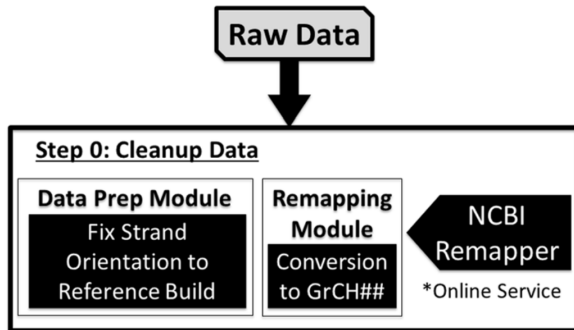 Raw Data
Step 0: Cleanup Data
Data Prep Module
Fix Strand
Orientation to
Reference Build
Remapping
Module
Conversion
to GrCH##
NCBI
Remapper
*Online Service